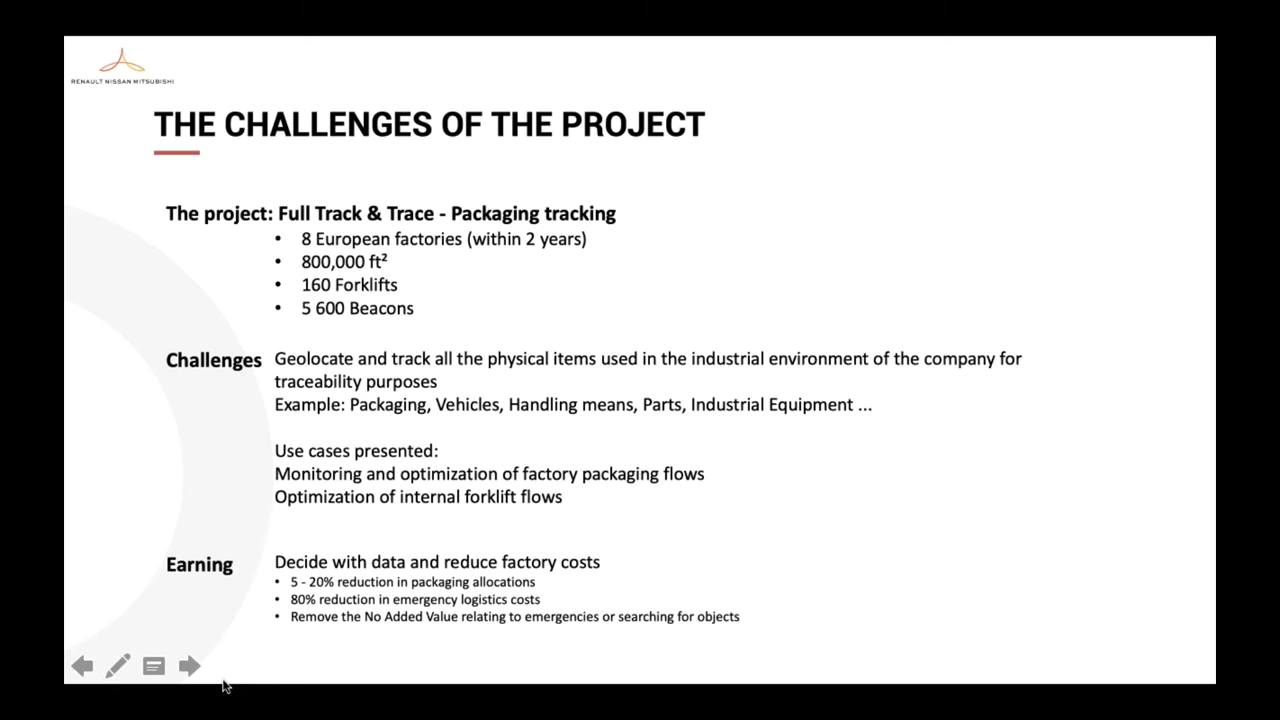 RENAULT NISSAN MITSUBISHI
THE CHALLENGES OF THE PROJECT
The project: Full Track & Trace - Packaging tracking
• 8 European factories (within 2 years)
• 800,000 ft²
• 160 Forklifts
• 5 600 Beacons
Challenges Geolocate and track all the physical items used in the industrial environment of the company for
traceability purposes
Example: Packaging, Vehicles, Handling means, Parts, Industrial Equipment ...
Use cases presented:
Monitoring and optimization of factory packaging flows
Optimization of internal forklift flows
Earning Decide with data and reduce factory costs
• 5 - 20% reduction in packaging allocations
• 80% reduction in emergency logistics costs
• Remove the No Added Value relating to emergencies or searching for objects